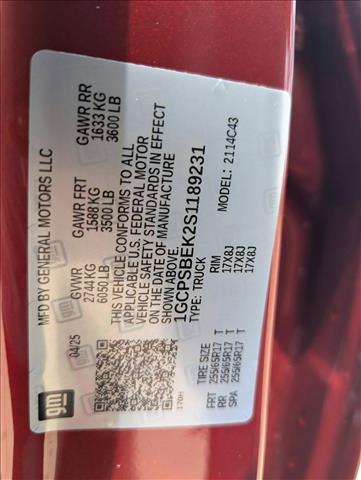 gm
MFD BY GENERAL MOTORS LLC
04/25
GVWR
2744 KG
6050 LB
GAWR FRT
1588 KG
3500 LB
GAWR RR
1633 KG
3600 LB
THIS VEHICLE CONFORMS TO ALL
APPLICABLE U.S. FEDERAL MOTOR
VEHICLE SAFETY STANDARDS IN EFFECT
ON THE DATE OF MANUFACTURE
SHOWN ABOVE.
1GCPSBEK2S1189231
TYPE: TRUCK
MODEL: 2114C43
170H
TIRE SIZE RIM
FRT 255/65R17 T 17X8J
RR 255/65R17 T 17X8J
SPA 255/65R17 T 17X8J